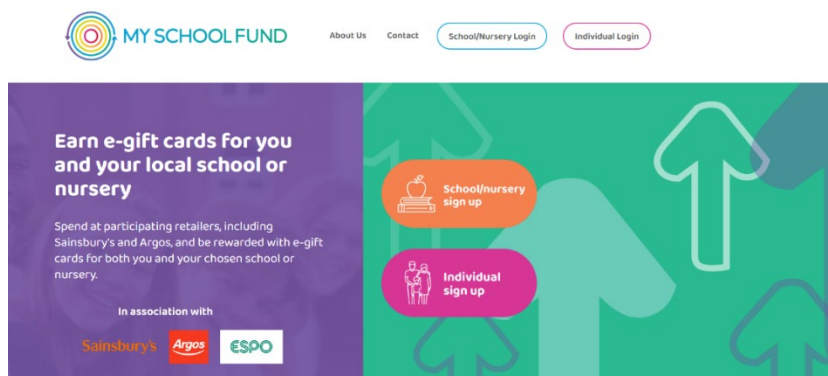 MY SCHOOL FUND
About Us
Contact
School/Nursery Login
Individual Login
Earn e-gift cards for you
and your local school or
nursery
Spend at participating retailers, including
Sainsbury's and Argos, and be rewarded with e-gift
cards for both you and your chosen school or
nursery.
In association with
Sainsbury's
Argos
ESPO
School/nursery
sign up
Individual
sign up